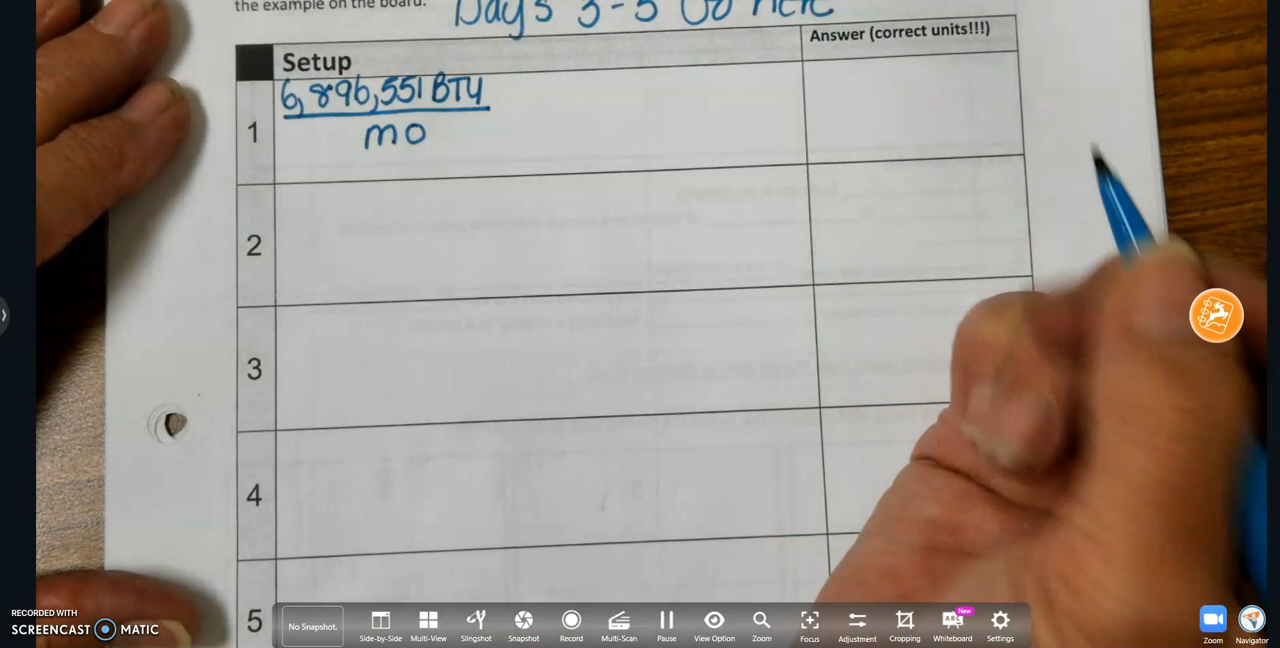 the example on the board.
Days 3-5 Go here
Setup
Answer (correct units!!!)
6,896,551 BTU
mo
1
2
3
4
5
No Snapshot.
Side-by-Side
Multi-View
Slingshot
Snapshot
Record
Multi-Scan
Pause
View Option
Zoom
Focus
Adjustment
Cropping
New
Whiteboard
Settings
Zoom
Navigator
RECORDED WITH
SCREENCAST MATIC